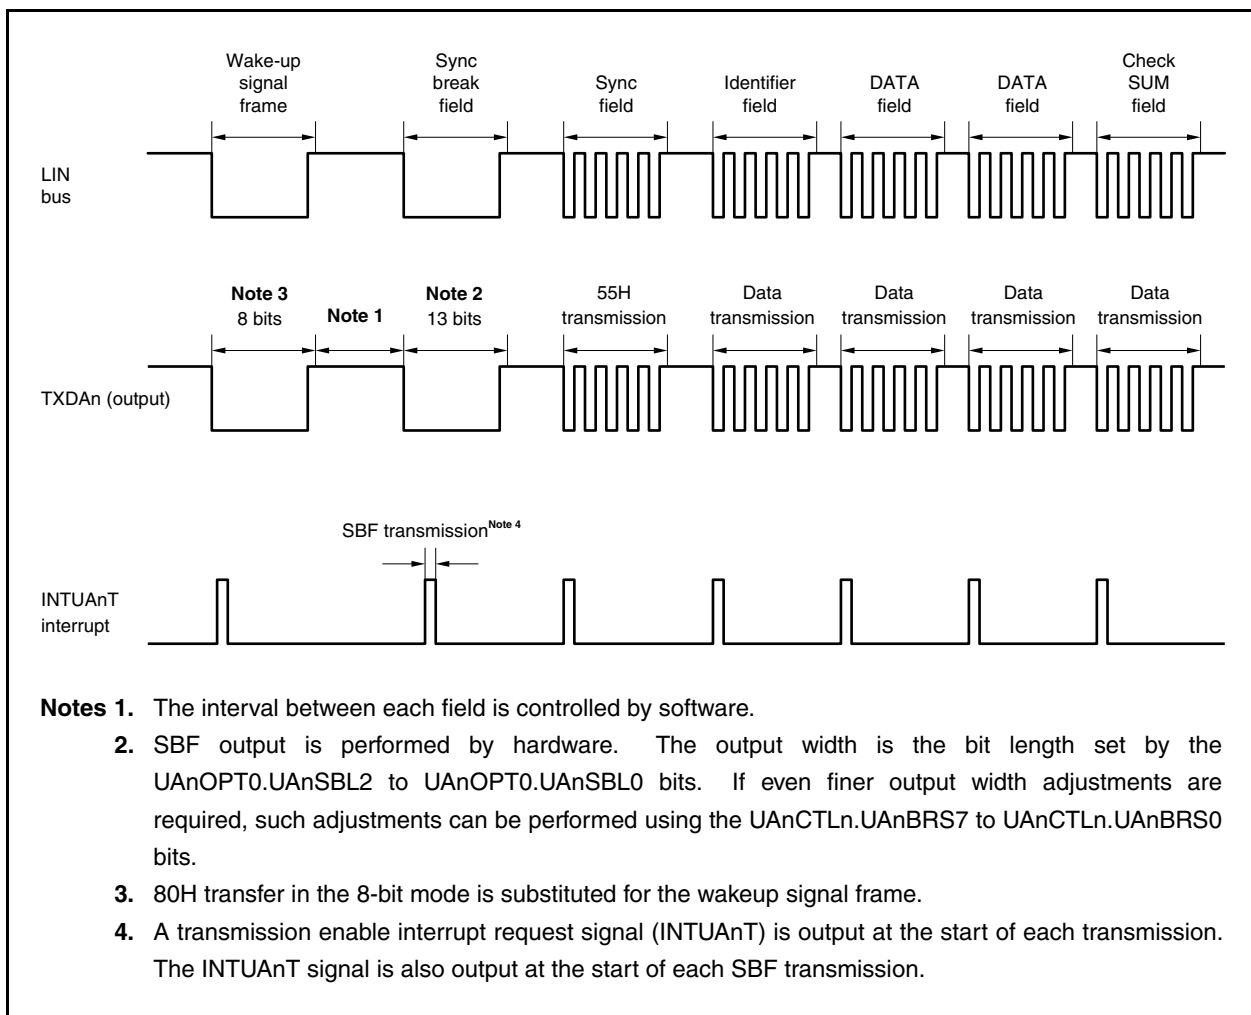 Wake-up
signal
frame
Sync
break
field
Sync
field
Identifier
field
DATA
field
DATA
field
Check
SUM
field
LIN
bus
Note 3
8 bits
Note 1
Note 2
13 bits
55H
transmission
Data
transmission
Data
transmission
Data
transmission
Data
transmission
TXDAn (output)
SBF transmission Note 4
INTUAnT
interrupt
Notes 1. The interval between each field is controlled by software.
2. SBF output is performed by hardware. The output width is the bit length set by the
UAnOPT0.UAnSBL2 to UAnOPT0.UAnSBL0 bits. If even finer output width adjustments are
required, such adjustments can be performed using the UAnCTLn.UAnBRS7 to UAnCTLn.UAnBRS0
bits.
3. 80H transfer in the 8-bit mode is substituted for the wakeup signal frame.
4. A transmission enable interrupt request signal (INTUAnT) is output at the start of each transmission.
The INTUAnT signal is also output at the start of each SBF transmission.